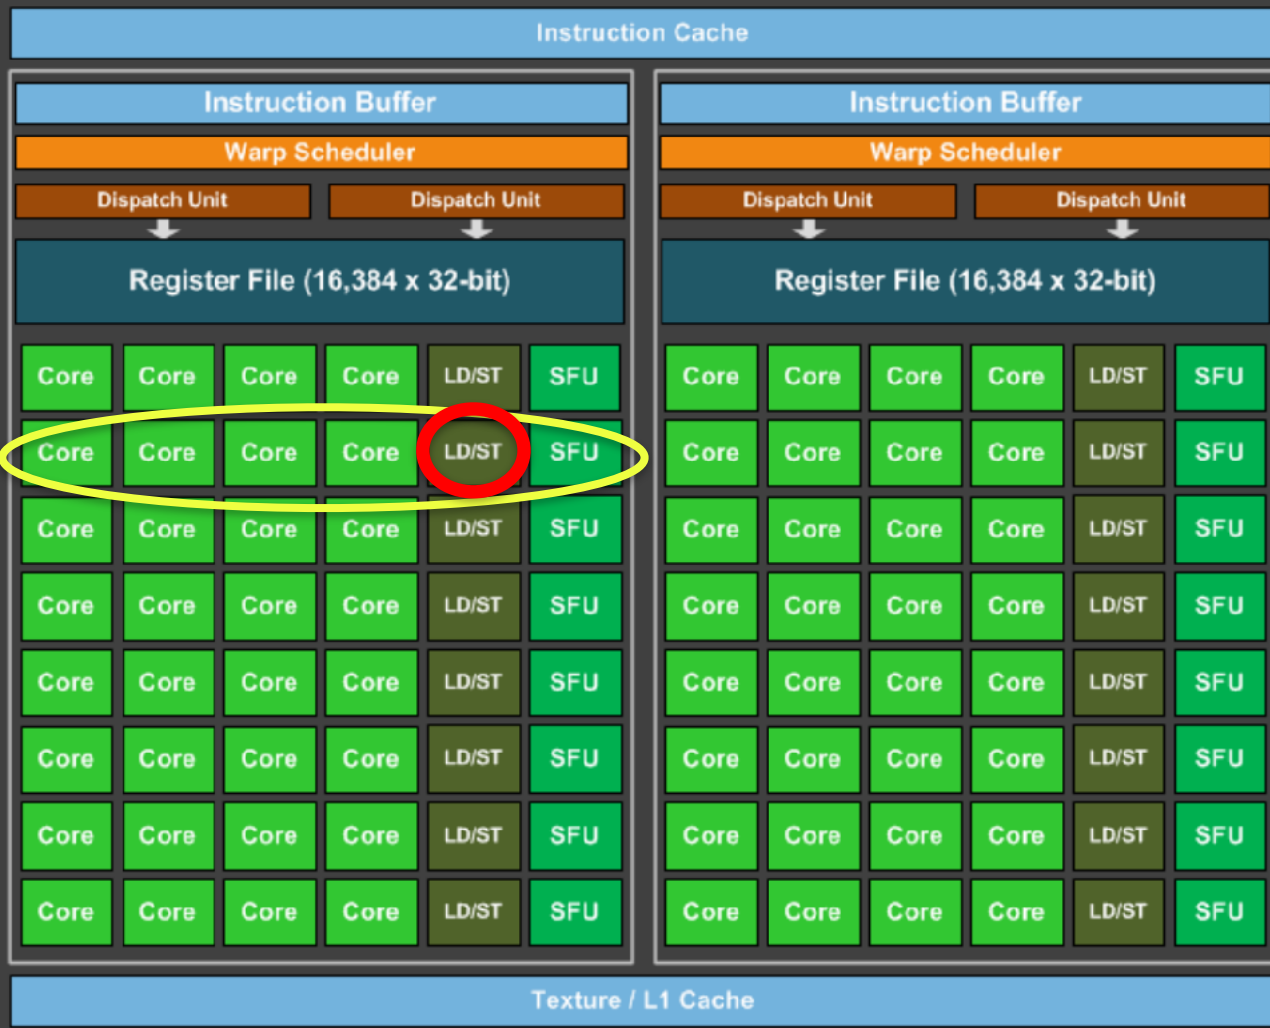 Instruction Cache
Instruction Buffer
Warp Scheduler
Dispatch Unit Dispatch Unit
Register File (16,384 x 32-bit)
Core Core Core Core LD/ST SFU
Core Core Core Core LD/ST SFU
Core Core Core Core LD/ST SFU
Core Core Core Core LD/ST SFU
Core Core Core Core LD/ST SFU
Core Core Core Core LD/ST SFU
Core Core Core Core LD/ST SFU
Core Core Core Core LD/ST SFU
Instruction Buffer
Warp Scheduler
Dispatch Unit Dispatch Unit
Register File (16,384 x 32-bit)
Core Core Core Core LD/ST SFU
Core Core Core Core LD/ST SFU
Core Core Core Core LD/ST SFU
Core Core Core Core LD/ST SFU
Core Core Core Core LD/ST SFU
Core Core Core Core LD/ST SFU
Core Core Core Core LD/ST SFU
Core Core Core Core LD/ST SFU
Texture / L1 Cache